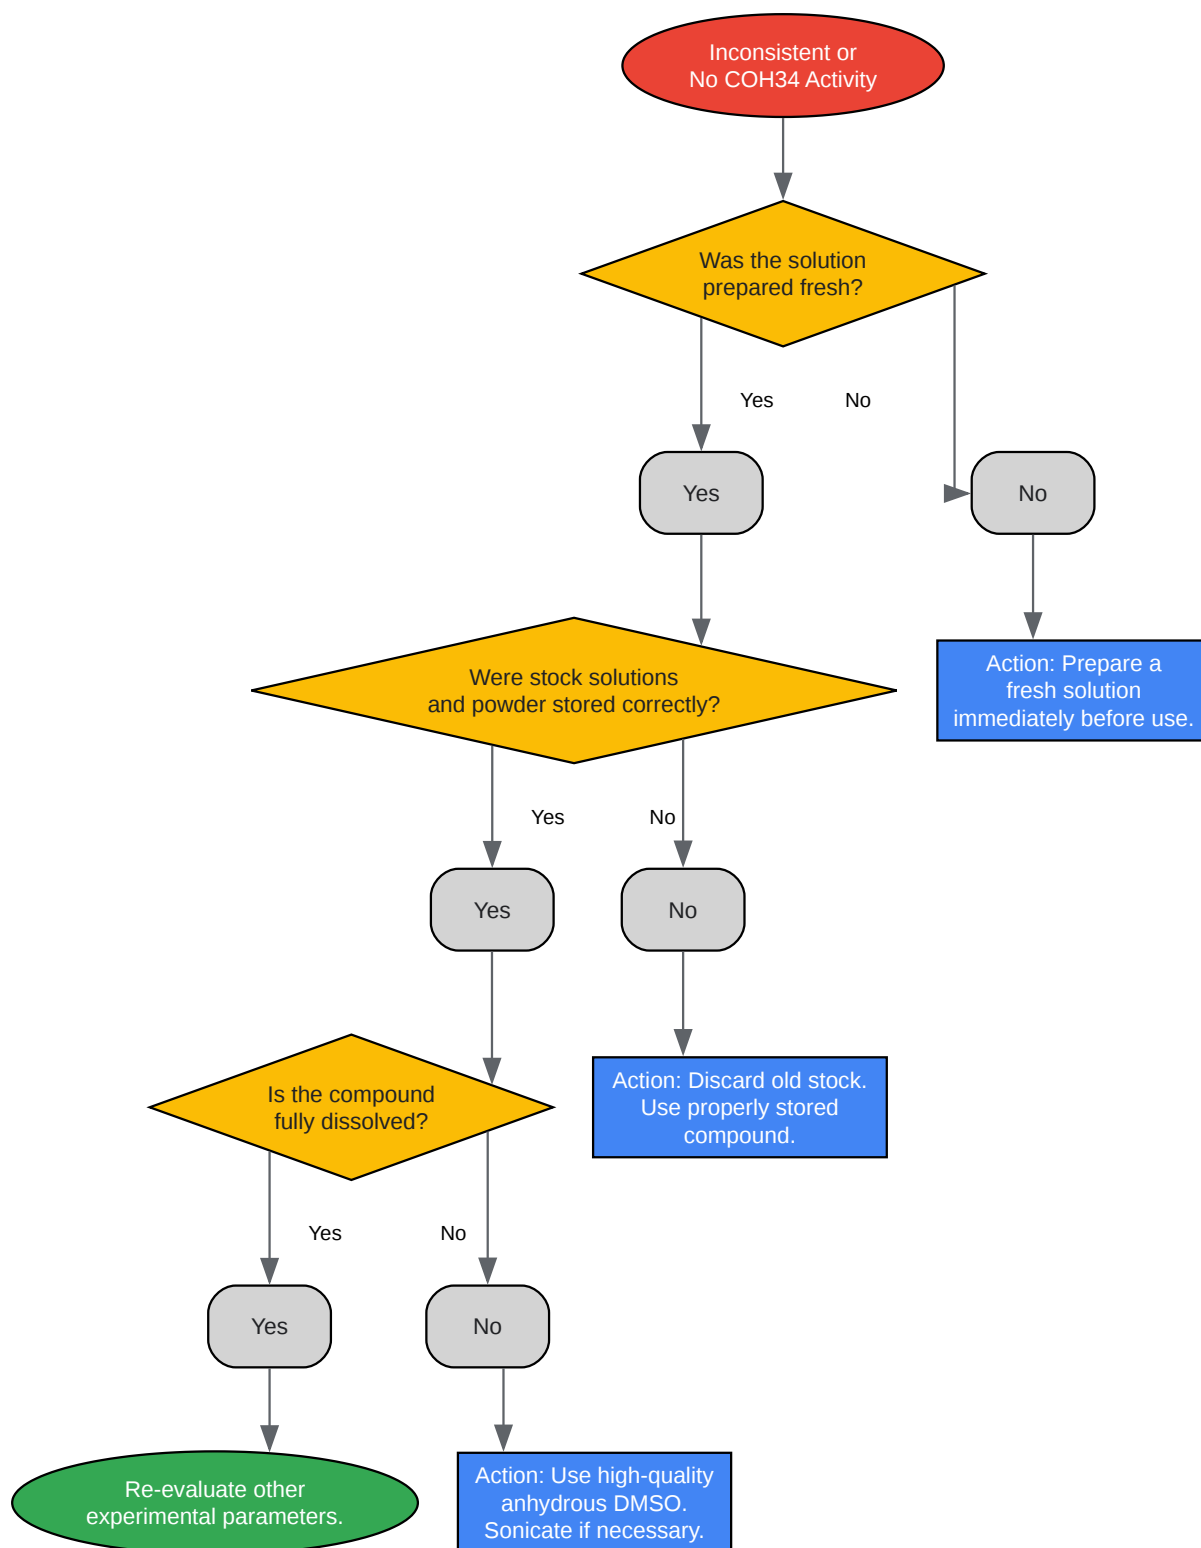 Inconsistent or
No COH34 Activity
Was the solution
prepared fresh?
Yes
No
Yes
No
Were stock solutions
and powder stored correctly?
Action: Prepare a
fresh solution
immediately before use.
Yes
No
Yes
No
Is the compound
fully dissolved?
Action: Discard old stock.
Use properly stored
compound.
Yes
No
Yes
No
Re-evaluate other
experimental parameters.
Action: Use high-quality
anhydrous DMSO.
Sonicate if necessary.